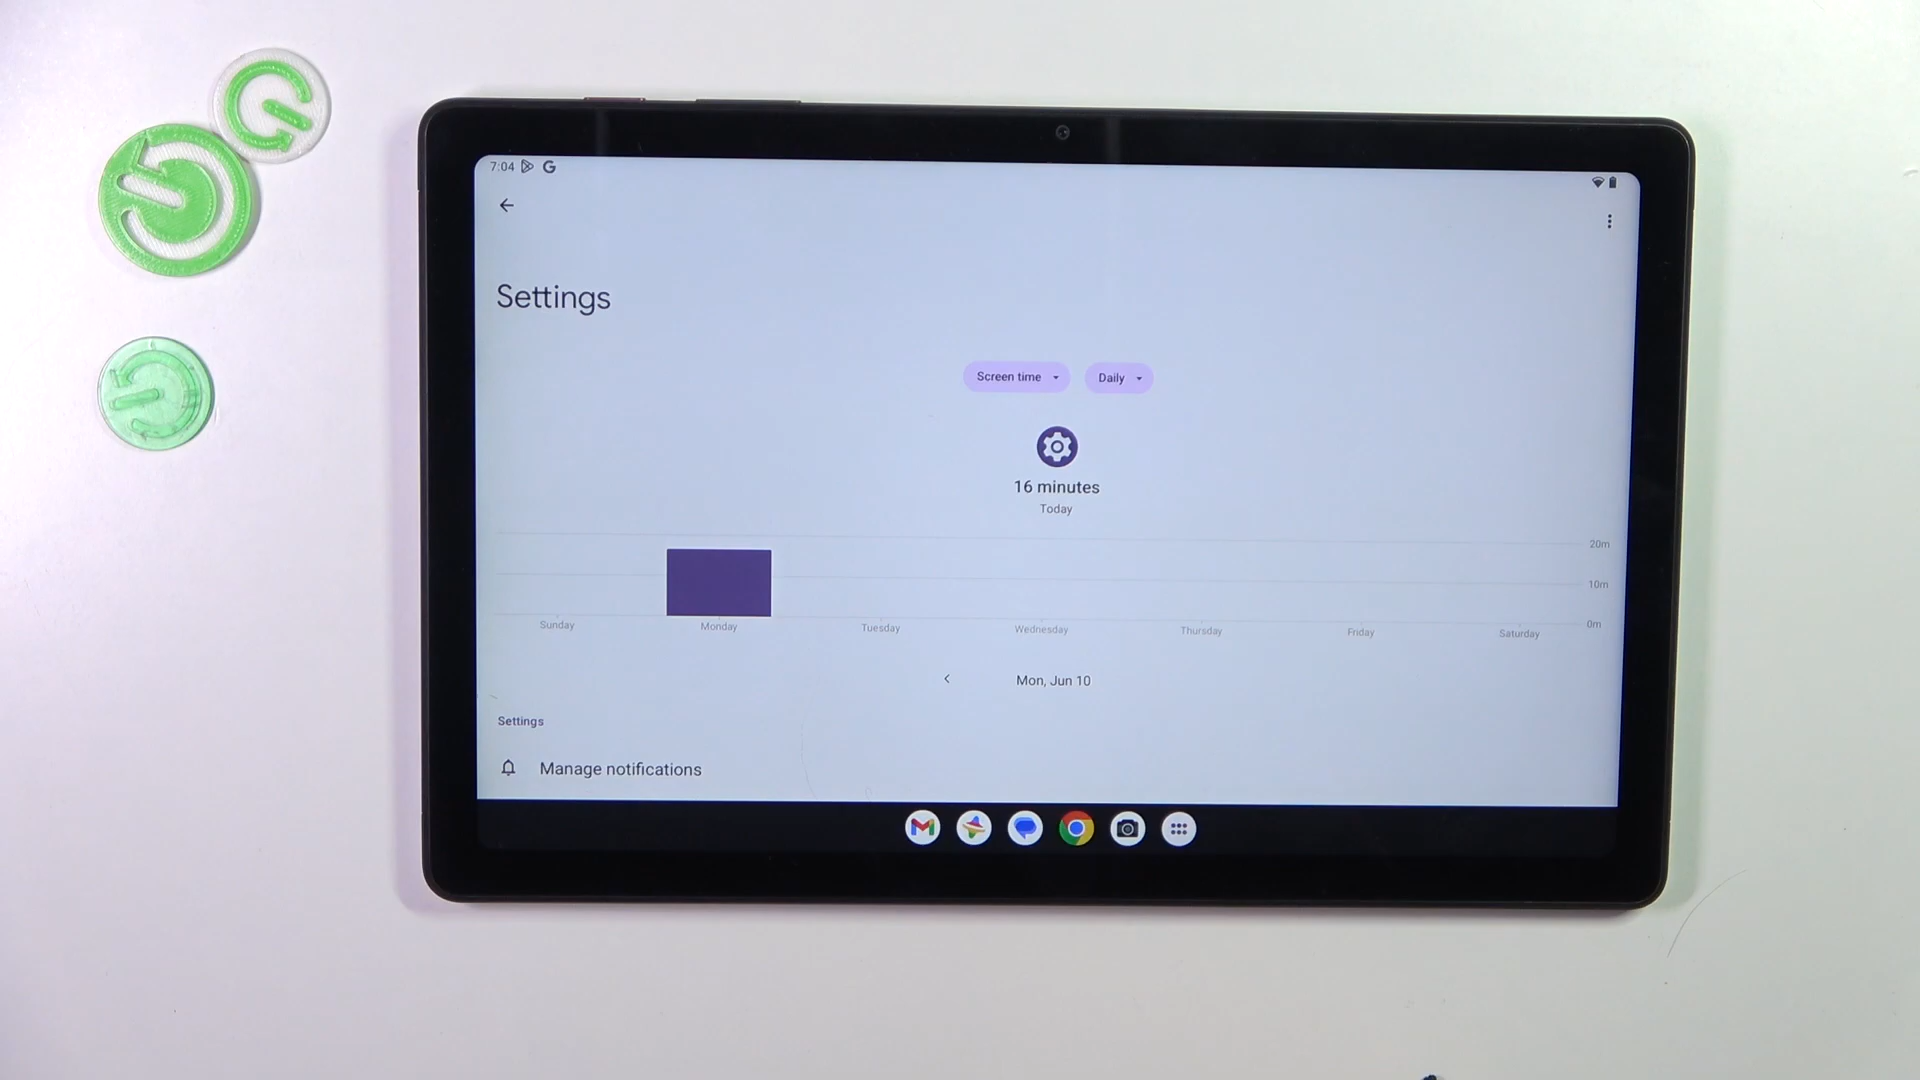 7:04
Settings
Screen time
Daily
16 minutes
Today
20m
10m
0m
Sunday
Monday
Tuesday
Wednesday
Thursday
Friday
Saturday
Mon, Jun 10
Settings
Manage notifications